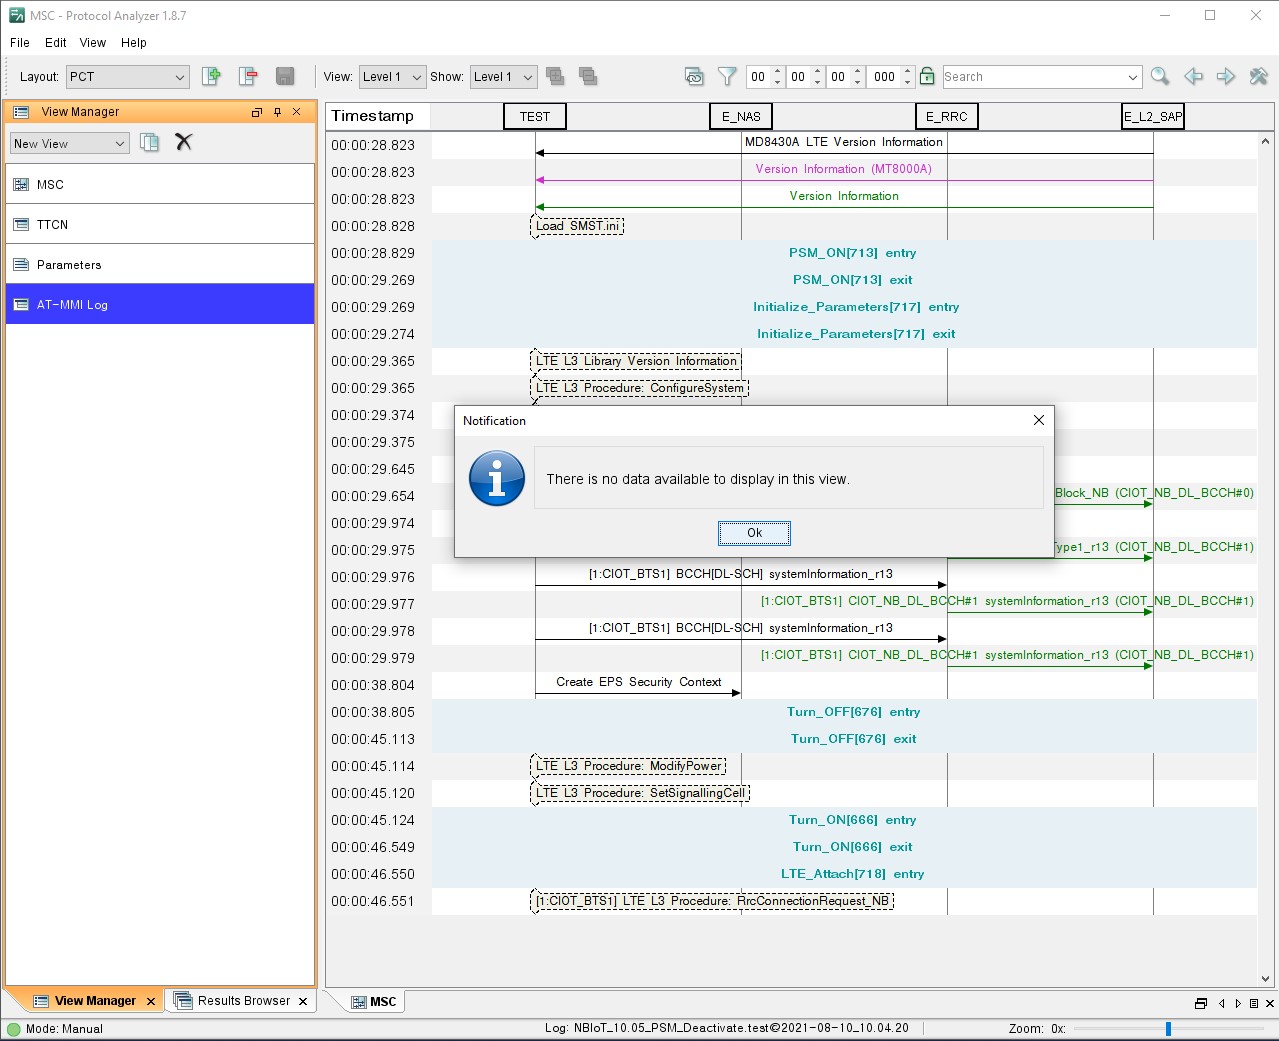 MSC - Protocol Analyzer 1.8.7
File Edit View Help
Layout: PCT View: Level 1 Show: Level 1 00 00 00 000 Search
View Manager
New View
MSC
TTCN
Parameters
AT-MMI Log
Timestamp TEST E_NAS E_RRC E_L2_SAP
00:00:28.823 MD8430A LTE Version Information
00:00:28.823 Version Information (MT8000A)
00:00:28.823 Version Information
00:00:28.828 Load SMST.ini
00:00:28.829 PSM_ON[713] entry
00:00:29.269 PSM_ON[713] exit
00:00:29.269 Initialize_Parameters[717] entry
00:00:29.274 Initialize_Parameters[717] exit
00:00:29.365 LTE L3 Library Version Information
00:00:29.365 LTE L3 Procedure: ConfigureSystem
00:00:29.374
00:00:29.375
00:00:29.645
00:00:29.654 Block_NB (CIOT_NB_DL_BCCH#0)
00:00:29.974
00:00:29.975 Type1_r13 (CIOT_NB_DL_BCCH#1)
Notification
There is no data available to display in this view.
Ok
00:00:29.976 [1:CIOT_BTS1] BCCH[DL-SCH] systemInformation_r13
00:00:29.977 [1:CIOT_BTS1] CIOT_NB_DL_BCCH#1 systemInformation_r13 (CIOT_NB_DL_BCCH#1)
00:00:29.978 [1:CIOT_BTS1] BCCH[DL-SCH] systemInformation_r13
00:00:29.979 [1:CIOT_BTS1] CIOT_NB_DL_BCCH#1 systemInformation_r13 (CIOT_NB_DL_BCCH#1)
00:00:38.804 Create EPS Security Context
00:00:38.805 Turn_OFF[676] entry
00:00:45.113 Turn_OFF[676] exit
00:00:45.114 LTE L3 Procedure: ModifyPower
00:00:45.120 LTE L3 Procedure: SetSignallingCell
00:00:45.124 Turn_ON[666] entry
00:00:46.549 Turn_ON[666] exit
00:00:46.550 LTE_Attach[718] entry
00:00:46.551 [1:CIOT_BTS1] LTE L3 Procedure: RrcConnectionRequest_NB
View Manager Results Browser MSC
Mode: Manual Log: NBIoT_10.05_PSM_Deactivate.test@2021-08-10_10.04.20 Zoom: 0x: